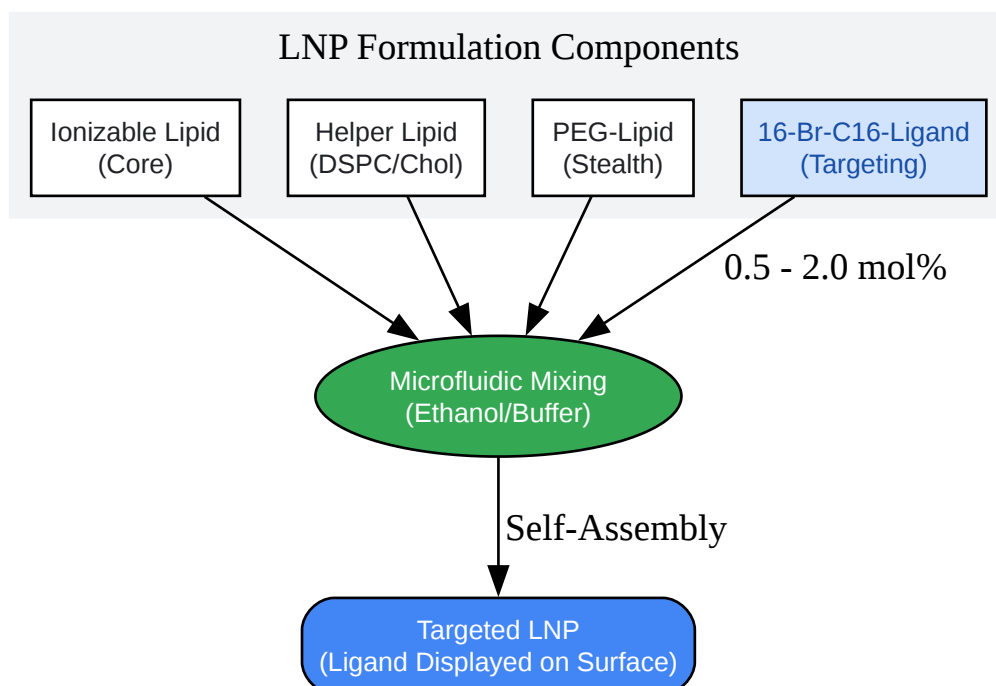 LNP Formulation Components
Ionizable Lipid
(Core)
Helper Lipid
(DSPC/Chol)
PEG-Lipid
(Stealth)
16-Br-C16-Ligand
(Targeting)
0.5 - 2.0 mol%
Microfluidic Mixing
(Ethanol/Buffer)
Self-Assembly
Targeted LNP
(Ligand Displayed on Surface)